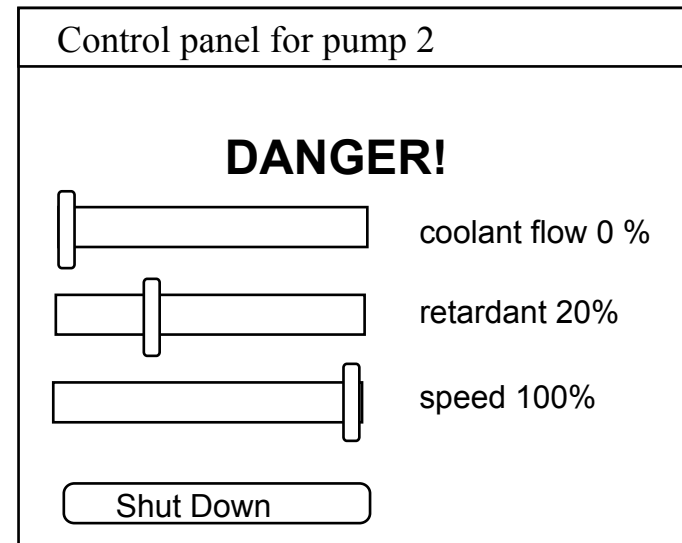 Control panel for pump 2
DANGER!
coolant flow 0 %
retardant 20%
speed 100%
Shut Down